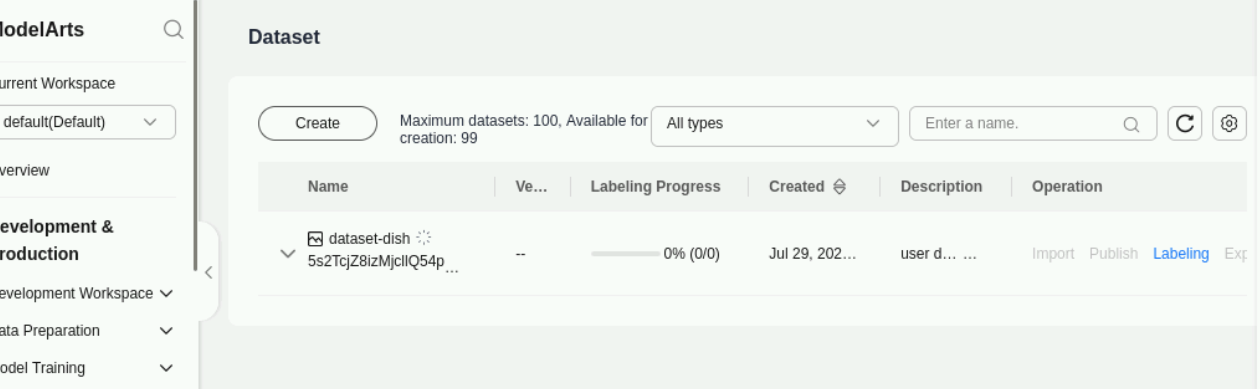 ModelArts
urrent Workspace
default(Default)
verview
evelopment &
roduction
evelopment Workspace
ata Preparation
odel Training
Dataset
Create
Maximum datasets: 100, Available for
creation: 99
All types
Enter a name.
Name Ve... Labeling Progress Created Description Operation
dataset-dish
5s2TcjZ8izMjcllQ54p...
-- 0% (0/0) Jul 29, 202... user d... ... Import Publish Labeling Exp